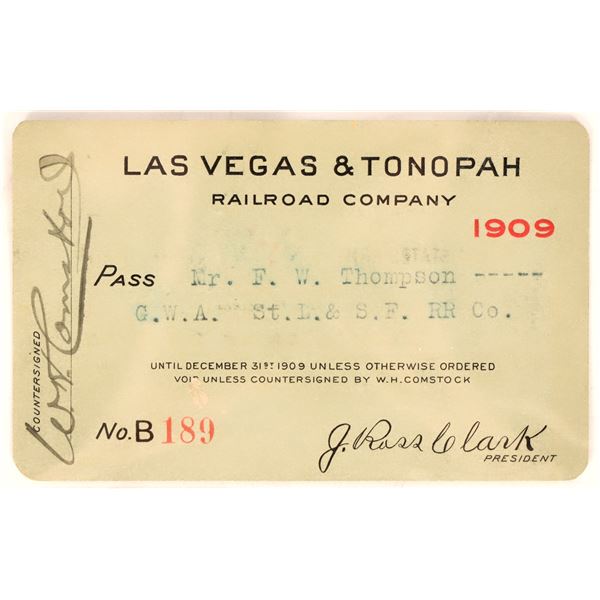 LAS VEGAS & TONOPAH
RAILROAD COMPANY
1909
PASS Mr. F. W. Thompson -----
G.W.A. St.L.& S.F. RR Co.
UNTIL DECEMBER 31ST 1909 UNLESS OTHERWISE ORDERED
VOID UNLESS COUNTERSIGNED BY W.H. COMSTOCK
No. B 189
J. Ross Clark
PRESIDENT
COUNTERSIGNED
W.H. Comstock